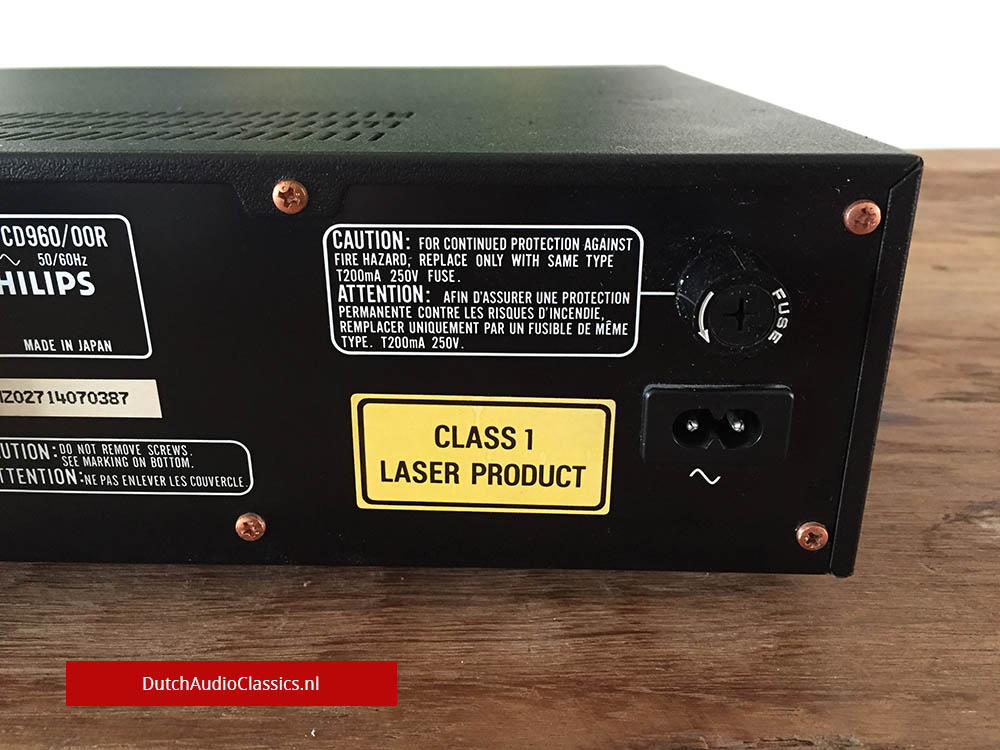 CD960/00R
50/60Hz
HILIPS
MADE IN JAPAN
CAUTION: FOR CONTINUED PROTECTION AGAINST
FIRE HAZARD, REPLACE ONLY WITH SAME TYPE
T200mA 250V FUSE.
ATTENTION: AFIN D'ASSURER UNE PROTECTION
PERMANENTE CONTRE LES RISQUES D'INCENDIE,
REMPLACER UNIQUEMENT PAR UN FUSIBLE DE MÊME
TYPE. T200mA 250V.
FUSE
Z02714070387
UTION: DO NOT REMOVE SCREWS.
SEE MARKING ON BOTTOM.
TTENTION: NE PAS ENLEVER LES COUVERCLE.
CLASS 1
LASER PRODUCT
DutchAudioClassics.nl